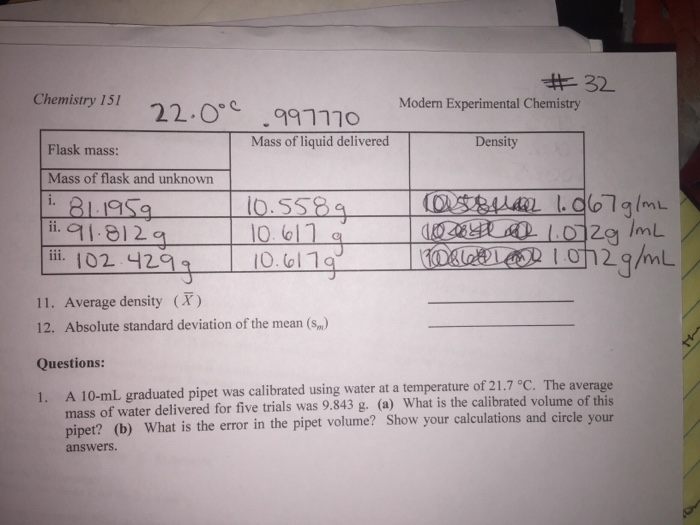 # 32
Chemistry 151 Modern Experimental Chemistry
22.0°C .997770
Flask mass: Mass of liquid delivered Density
Mass of flask and unknown
i. 81.195g 10.558g 1.067g/mL
ii. 91.812g 10.617g 1.072g/mL
iii. 102.429g 10.617g 1.072g/mL
11. Average density (X̅)
12. Absolute standard deviation of the mean (sₘ)
Questions:
1. A 10-mL graduated pipet was calibrated using water at a temperature of 21.7 °C. The average
mass of water delivered for five trials was 9.843 g. (a) What is the calibrated volume of this
pipet? (b) What is the error in the pipet volume? Show your calculations and circle your
answers.